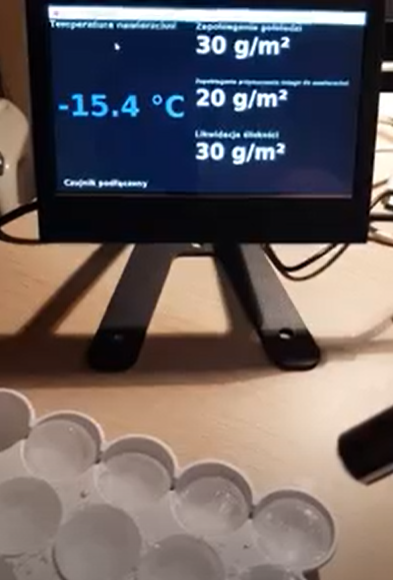 Temperatura nawierzchni
-15.4 °C
Czujnik podłączony
Zapobieganie gołoledzi
30 g/m²
Zapobieganie przymarzaniu śniegu do nawierzchni
20 g/m²
Likwidacja śliskości
30 g/m²